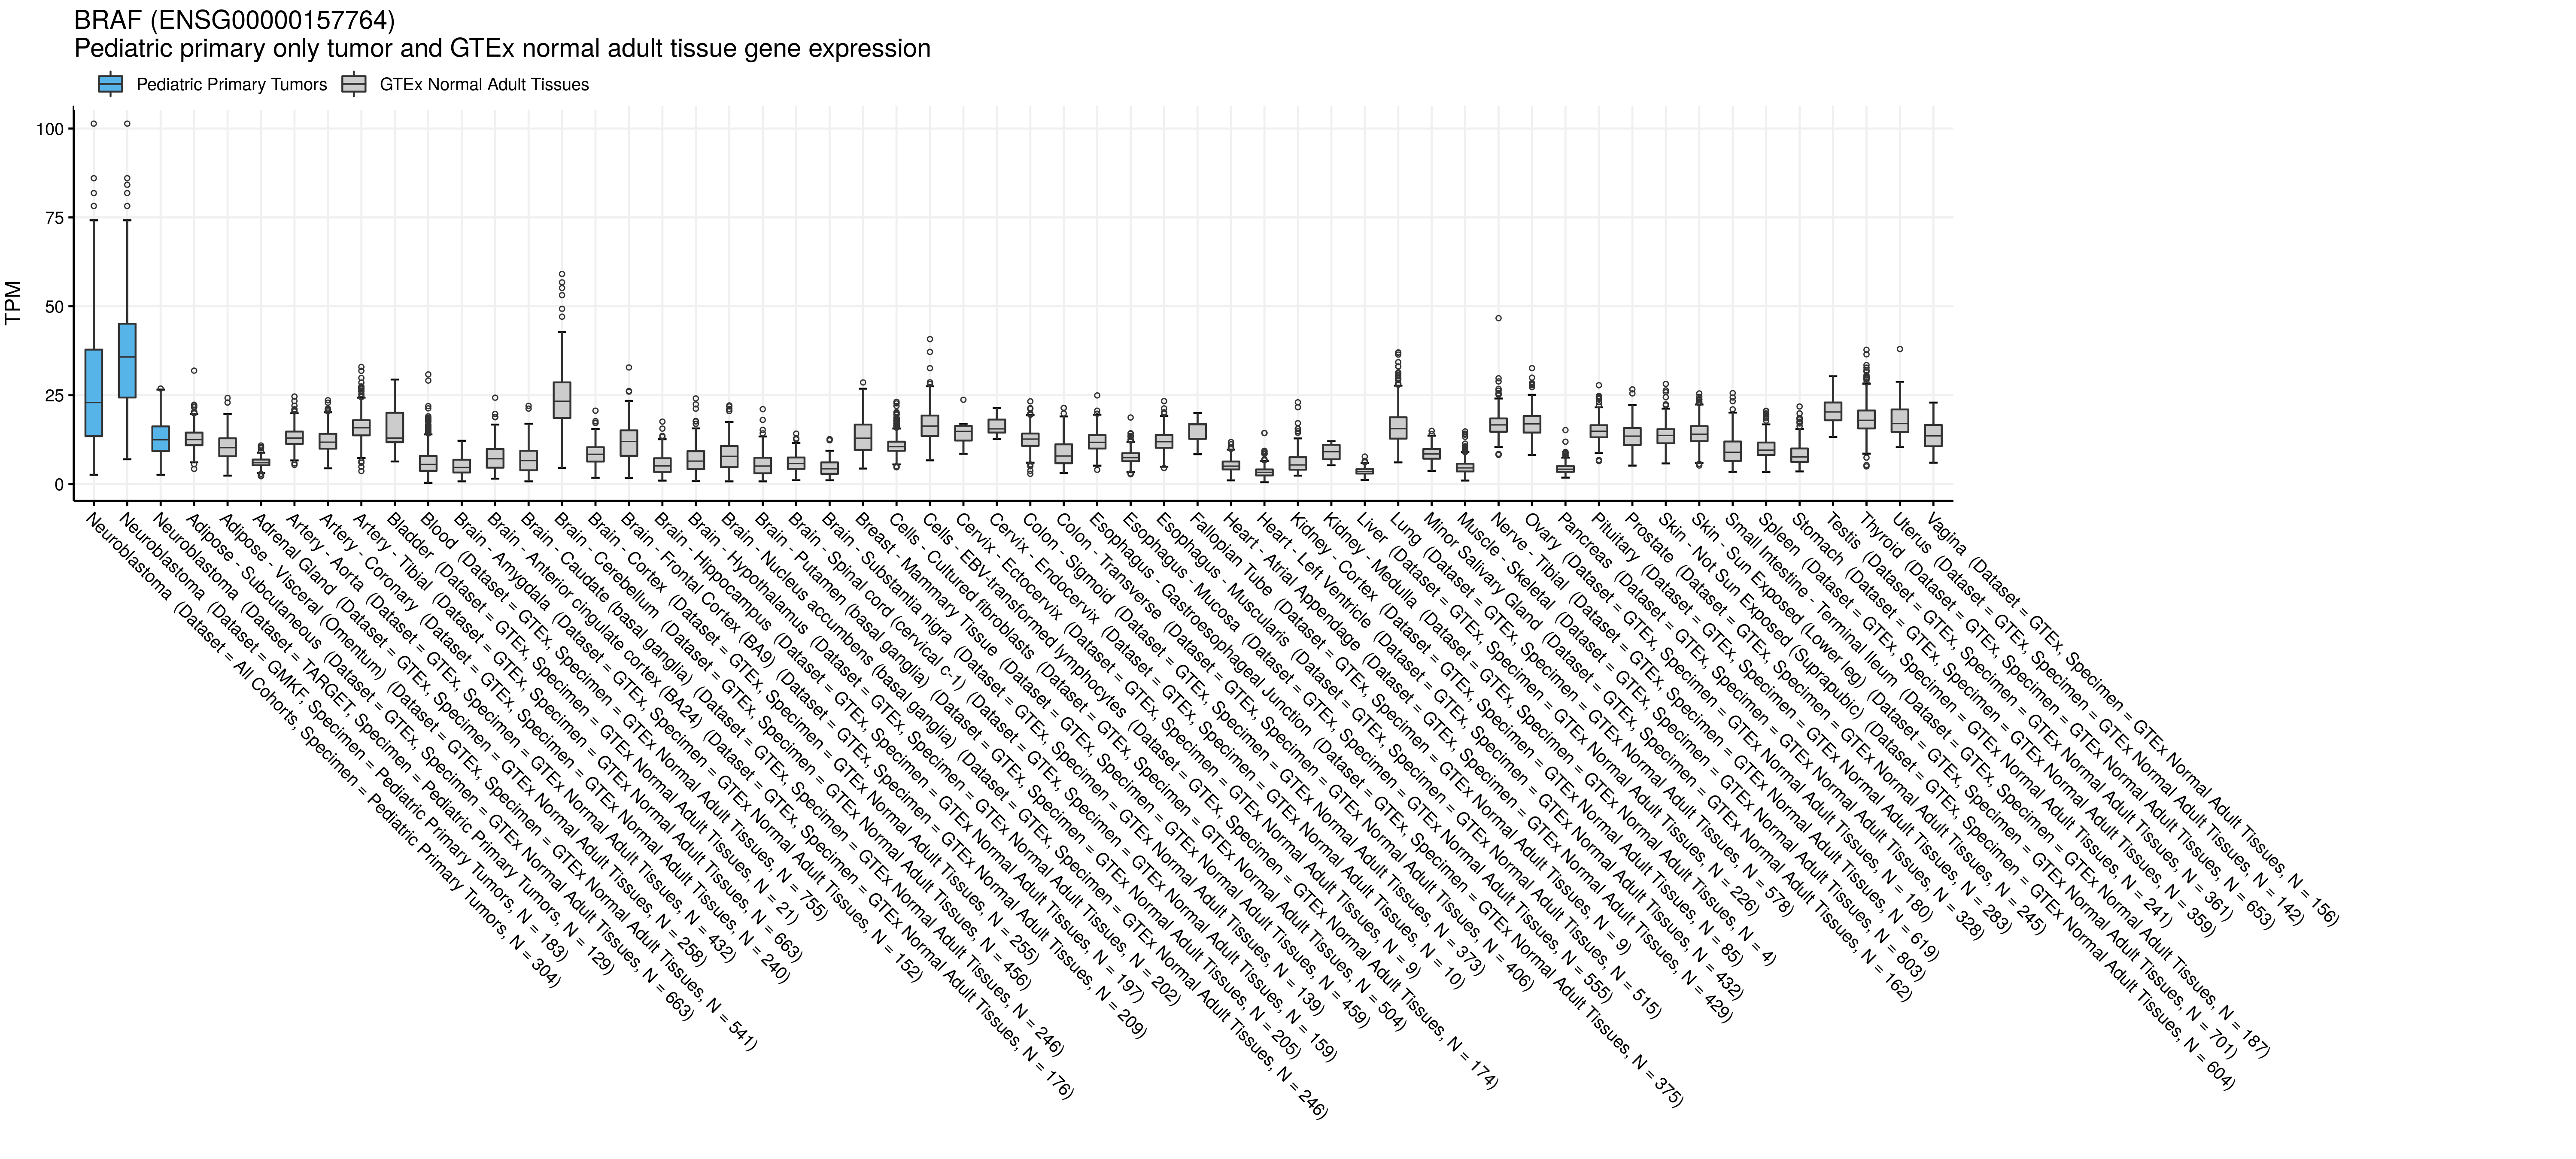 BRAF (ENSG00000157764)
Pediatric primary only tumor and GTEx normal adult tissue gene expression
Pediatric Primary Tumors
GTEx Normal Adult Tissues
TPM
100
75
50
25
0
Neuroblastoma (Dataset = All Cohorts, Specimen = Pediatric Primary Tumors, N = 304)
Neuroblastoma (Dataset = GMKF, Specimen = Pediatric Primary Tumors, N = 183)
Neuroblastoma (Dataset = TARGET, Specimen = Pediatric Primary Tumors, N = 129)
Adipose - Subcutaneous (Dataset = GTEx, Specimen = GTEx Normal Adult Tissues, N = 663)
Adipose - Visceral (Omentum) (Dataset = GTEx, Specimen = GTEx Normal Adult Tissues, N = 541)
Adrenal Gland (Dataset = GTEx, Specimen = GTEx Normal Adult Tissues, N = 258)
Artery - Aorta (Dataset = GTEx, Specimen = GTEx Normal Adult Tissues, N = 432)
Artery - Coronary (Dataset = GTEx, Specimen = GTEx Normal Adult Tissues, N = 240)
Artery - Tibial (Dataset = GTEx, Specimen = GTEx Normal Adult Tissues, N = 663)
Bladder (Dataset = GTEx, Specimen = GTEx Normal Adult Tissues, N = 21)
Blood (Dataset = GTEx, Specimen = GTEx Normal Adult Tissues, N = 755)
Brain - Amygdala (Dataset = GTEx, Specimen = GTEx Normal Adult Tissues, N = 152)
Brain - Anterior cingulate cortex (BA24) (Dataset = GTEx, Specimen = GTEx Normal Adult Tissues, N = 176)
Brain - Caudate (basal ganglia) (Dataset = GTEx, Specimen = GTEx Normal Adult Tissues, N = 246)
Brain - Cerebellum (Dataset = GTEx, Specimen = GTEx Normal Adult Tissues, N = 456)
Brain - Cortex (Dataset = GTEx, Specimen = GTEx Normal Adult Tissues, N = 255)
Brain - Frontal Cortex (BA9) (Dataset = GTEx, Specimen = GTEx Normal Adult Tissues, N = 209)
Brain - Hippocampus (Dataset = GTEx, Specimen = GTEx Normal Adult Tissues, N = 197)
Brain - Hypothalamus (Dataset = GTEx, Specimen = GTEx Normal Adult Tissues, N = 202)
Brain - Nucleus accumbens (basal ganglia) (Dataset = GTEx, Specimen = GTEx Normal Adult Tissues, N = 246)
Brain - Putamen (basal ganglia) (Dataset = GTEx, Specimen = GTEx Normal Adult Tissues, N = 205)
Brain - Spinal cord (cervical c-1) (Dataset = GTEx, Specimen = GTEx Normal Adult Tissues, N = 159)
Brain - Substantia nigra (Dataset = GTEx, Specimen = GTEx Normal Adult Tissues, N = 139)
Breast - Mammary Tissue (Dataset = GTEx, Specimen = GTEx Normal Adult Tissues, N = 459)
Cells - Cultured fibroblasts (Dataset = GTEx, Specimen = GTEx Normal Adult Tissues, N = 504)
Cells - EBV-transformed lymphocytes (Dataset = GTEx, Specimen = GTEx Normal Adult Tissues, N = 174)
Cervix - Ectocervix (Dataset = GTEx, Specimen = GTEx Normal Adult Tissues, N = 9)
Cervix - Endocervix (Dataset = GTEx, Specimen = GTEx Normal Adult Tissues, N = 10)
Colon - Sigmoid (Dataset = GTEx, Specimen = GTEx Normal Adult Tissues, N = 373)
Colon - Transverse (Dataset = GTEx, Specimen = GTEx Normal Adult Tissues, N = 406)
Esophagus - Gastroesophageal Junction (Dataset = GTEx, Specimen = GTEx Normal Adult Tissues, N = 375)
Esophagus - Mucosa (Dataset = GTEx, Specimen = GTEx Normal Adult Tissues, N = 555)
Esophagus - Muscularis (Dataset = GTEx, Specimen = GTEx Normal Adult Tissues, N = 515)
Fallopian Tube (Dataset = GTEx, Specimen = GTEx Normal Adult Tissues, N = 9)
Heart - Atrial Appendage (Dataset = GTEx, Specimen = GTEx Normal Adult Tissues, N = 429)
Heart - Left Ventricle (Dataset = GTEx, Specimen = GTEx Normal Adult Tissues, N = 432)
Kidney - Cortex (Dataset = GTEx, Specimen = GTEx Normal Adult Tissues, N = 85)
Kidney - Medulla (Dataset = GTEx, Specimen = GTEx Normal Adult Tissues, N = 4)
Liver (Dataset = GTEx, Specimen = GTEx Normal Adult Tissues, N = 226)
Lung (Dataset = GTEx, Specimen = GTEx Normal Adult Tissues, N = 578)
Minor Salivary Gland (Dataset = GTEx, Specimen = GTEx Normal Adult Tissues, N = 162)
Muscle - Skeletal (Dataset = GTEx, Specimen = GTEx Normal Adult Tissues, N = 803)
Nerve - Tibial (Dataset = GTEx, Specimen = GTEx Normal Adult Tissues, N = 619)
Ovary (Dataset = GTEx, Specimen = GTEx Normal Adult Tissues, N = 180)
Pancreas (Dataset = GTEx, Specimen = GTEx Normal Adult Tissues, N = 328)
Pituitary (Dataset = GTEx, Specimen = GTEx Normal Adult Tissues, N = 283)
Prostate (Dataset = GTEx, Specimen = GTEx Normal Adult Tissues, N = 245)
Skin - Not Sun Exposed (Suprapubic) (Dataset = GTEx, Specimen = GTEx Normal Adult Tissues, N = 604)
Skin - Sun Exposed (Lower leg) (Dataset = GTEx, Specimen = GTEx Normal Adult Tissues, N = 701)
Small Intestine - Terminal Ileum (Dataset = GTEx, Specimen = GTEx Normal Adult Tissues, N = 187)
Spleen (Dataset = GTEx, Specimen = GTEx Normal Adult Tissues, N = 241)
Stomach (Dataset = GTEx, Specimen = GTEx Normal Adult Tissues, N = 359)
Testis (Dataset = GTEx, Specimen = GTEx Normal Adult Tissues, N = 361)
Thyroid (Dataset = GTEx, Specimen = GTEx Normal Adult Tissues, N = 653)
Uterus (Dataset = GTEx, Specimen = GTEx Normal Adult Tissues, N = 142)
Vagina (Dataset = GTEx, Specimen = GTEx Normal Adult Tissues, N = 156)